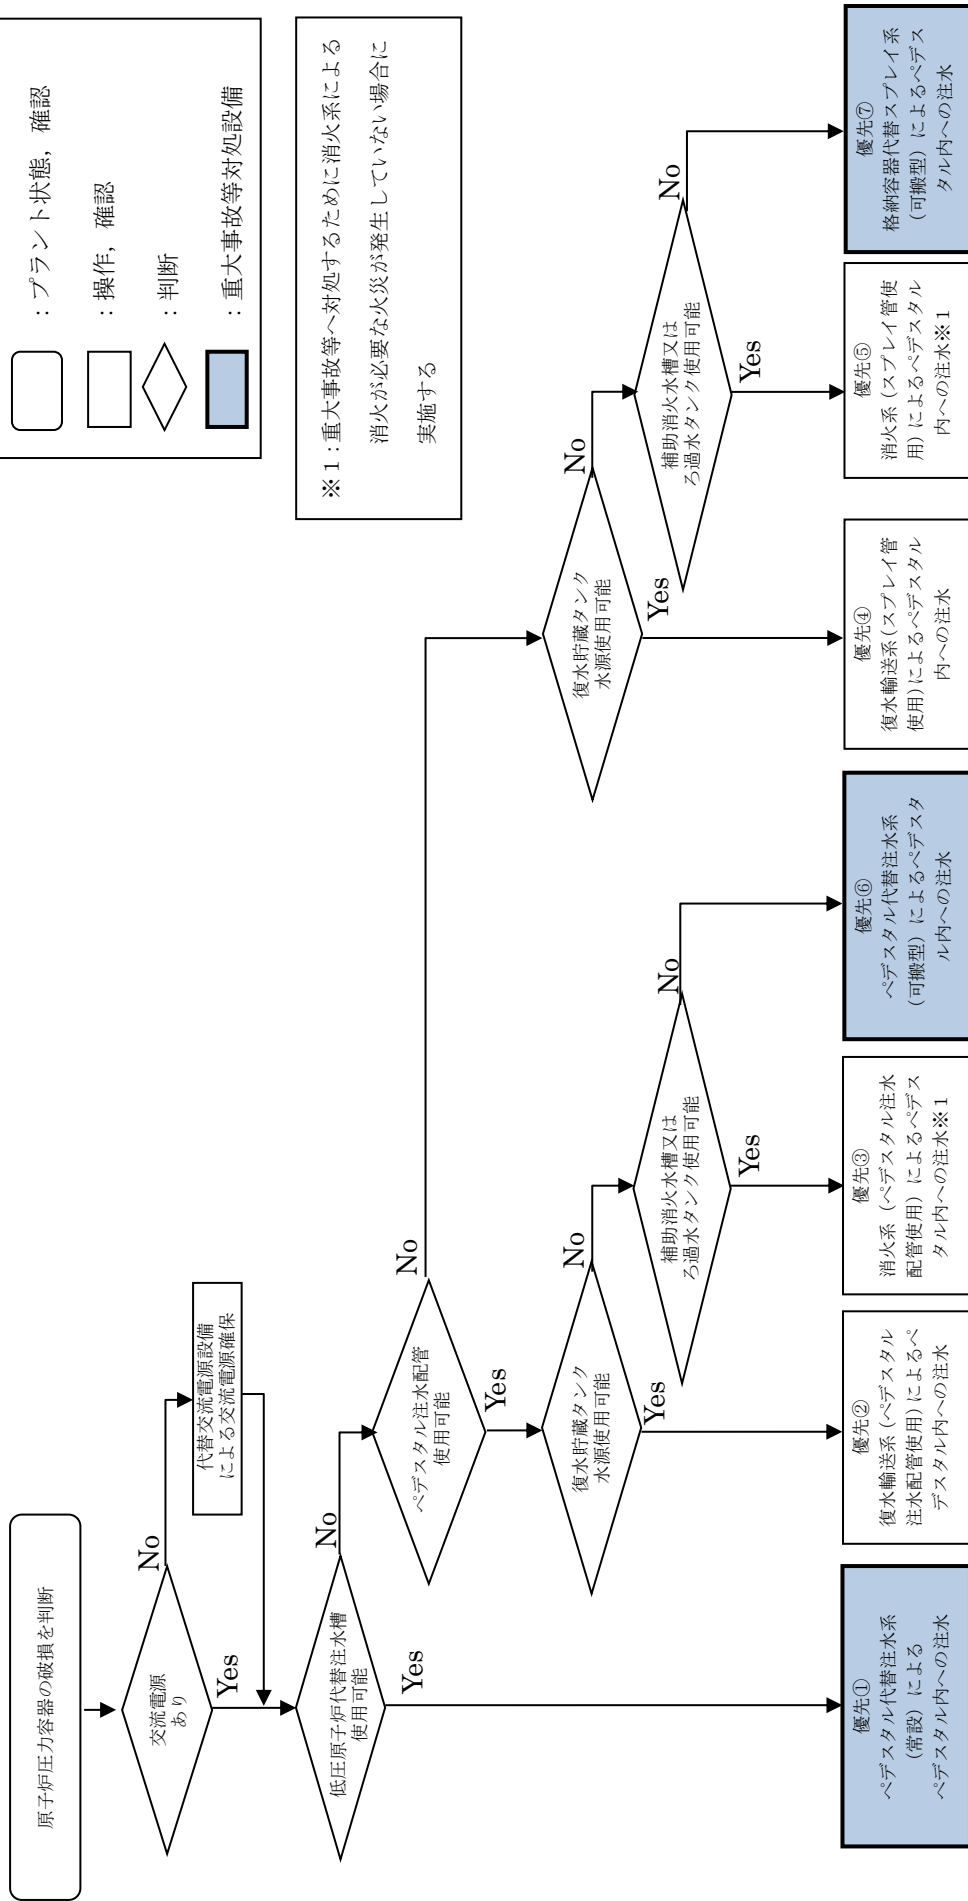 ：プラント状態，確認
：操作，確認
：判断
：重大事故等対処設備
※1：重大事故等へ対処するために消火系による
消火が必要な火災が発生していない場合に
実施する
原子炉圧力容器の破損を判断
交流電源
あり
No
Yes
代替交流電源設備
による交流電源確保
低圧原子炉代替注水槽
使用可能
No
Yes
ペデスタル注水配管
使用可能
No
Yes
復水貯蔵タンク
水源使用可能
No
Yes
補助消火水槽又は
ろ過水タンク使用可能
No
Yes
復水貯蔵タンク
水源使用可能
No
Yes
補助消火水槽又は
ろ過水タンク使用可能
No
Yes
優先①
ペデスタル代替注水系
（常設）による
ペデスタル内への注水
優先②
復水輸送系（ペデスタル
注水配管使用）によるペ
デスタル内への注水
優先③
消火系（ペデスタル注水
配管使用）によるペデス
タル内への注水※1
優先⑥
ペデスタル代替注水系
（可搬型）によるペデスタ
ル内への注水
優先④
復水輸送系（スプレイ管
使用）によるペデスタル
内への注水
優先⑤
消火系（スプレイ管使
用）によるペデスタル
内への注水※1
優先⑦
格納容器代替スプレイ系
（可搬型）によるペデス
タル内への注水